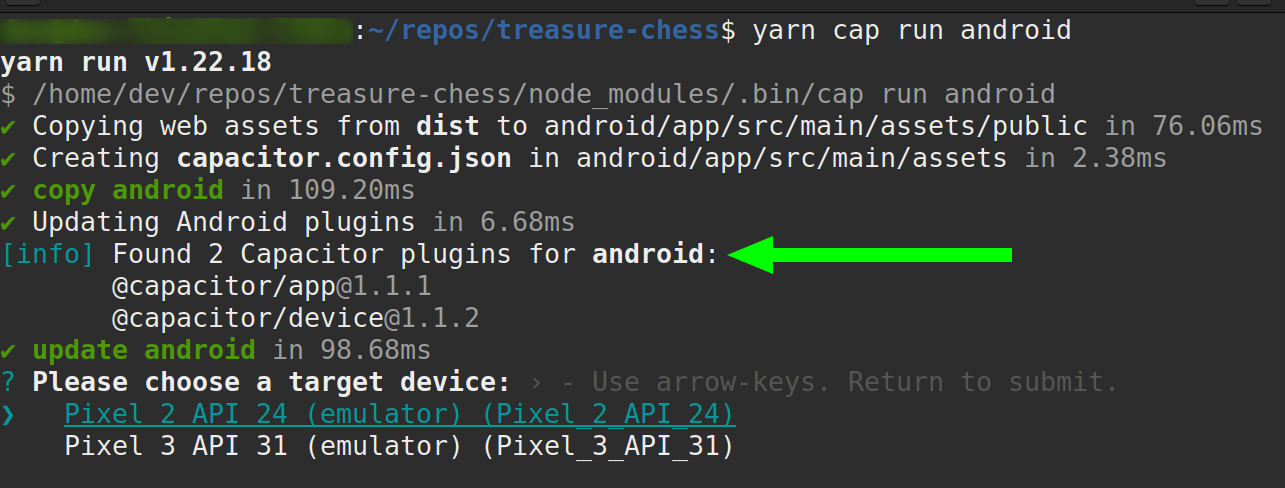 :~/repos/treasure-chess$ yarn cap run android
yarn run v1.22.18
$ /home/dev/repos/treasure-chess/node_modules/.bin/cap run android
✔ Copying web assets from dist to android/app/src/main/assets/public in 76.06ms
✔ Creating capacitor.config.json in android/app/src/main/assets in 2.38ms
✔ copy android in 109.20ms
✔ Updating Android plugins in 6.68ms
[info] Found 2 Capacitor plugins for android:
@capacitor/app@1.1.1
@capacitor/device@1.1.2
✔ update android in 98.68ms
? Please choose a target device: › - Use arrow-keys. Return to submit.
❯ Pixel 2 API 24 (emulator) (Pixel_2_API_24)
Pixel 3 API 31 (emulator) (Pixel_3_API_31)